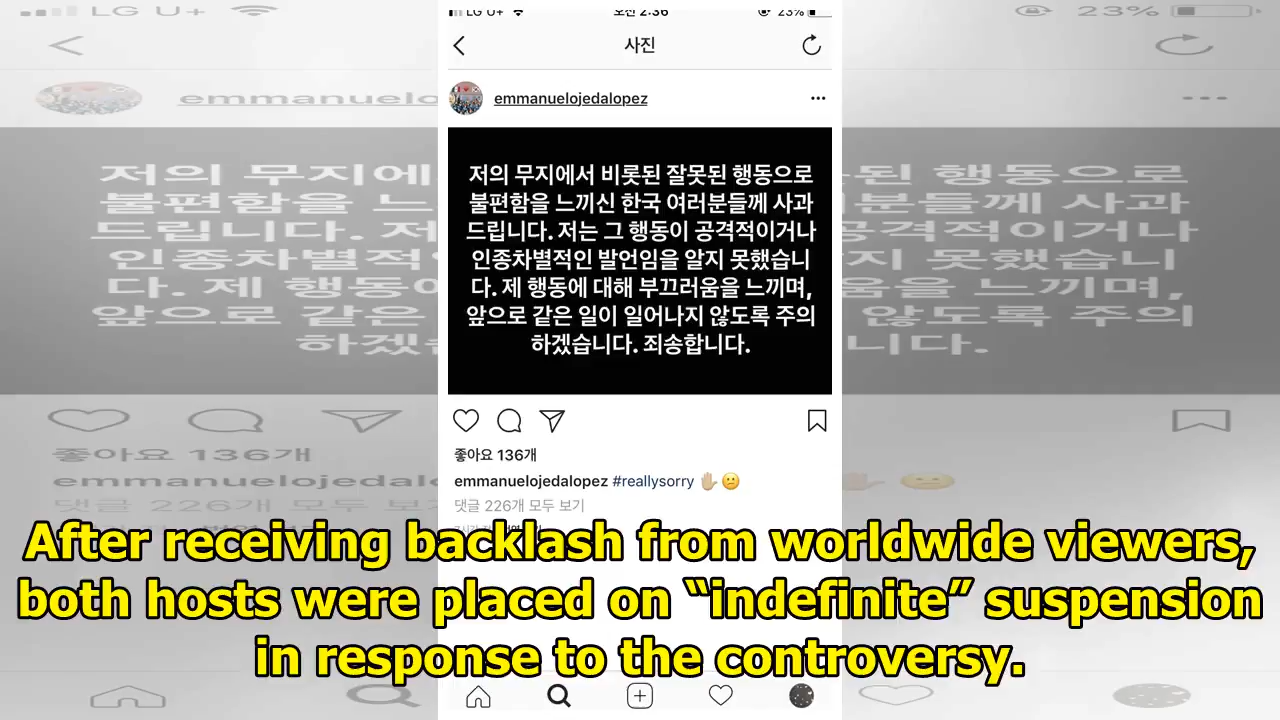 LG U+ 오전 2:36 23%
사진
emmanuelojedalopez
저의 무지에서 비롯된 잘못된 행동으로
불편함을 느끼신 한국 여러분들께 사과
드립니다. 저는 그 행동이 공격적이거나
인종차별적인 발언임을 알지 못했습니
다. 제 행동에 대해 부끄러움을 느끼며,
앞으로 같은 일이 일어나지 않도록 주의
하겠습니다. 죄송합니다.
좋아요 136개
emmanuelojedalopez #reallysorry ✋🏼😕
댓글 226개 모두 보기
After receiving backlash from worldwide viewers,
both hosts were placed on “indefinite” suspension
in response to the controversy.